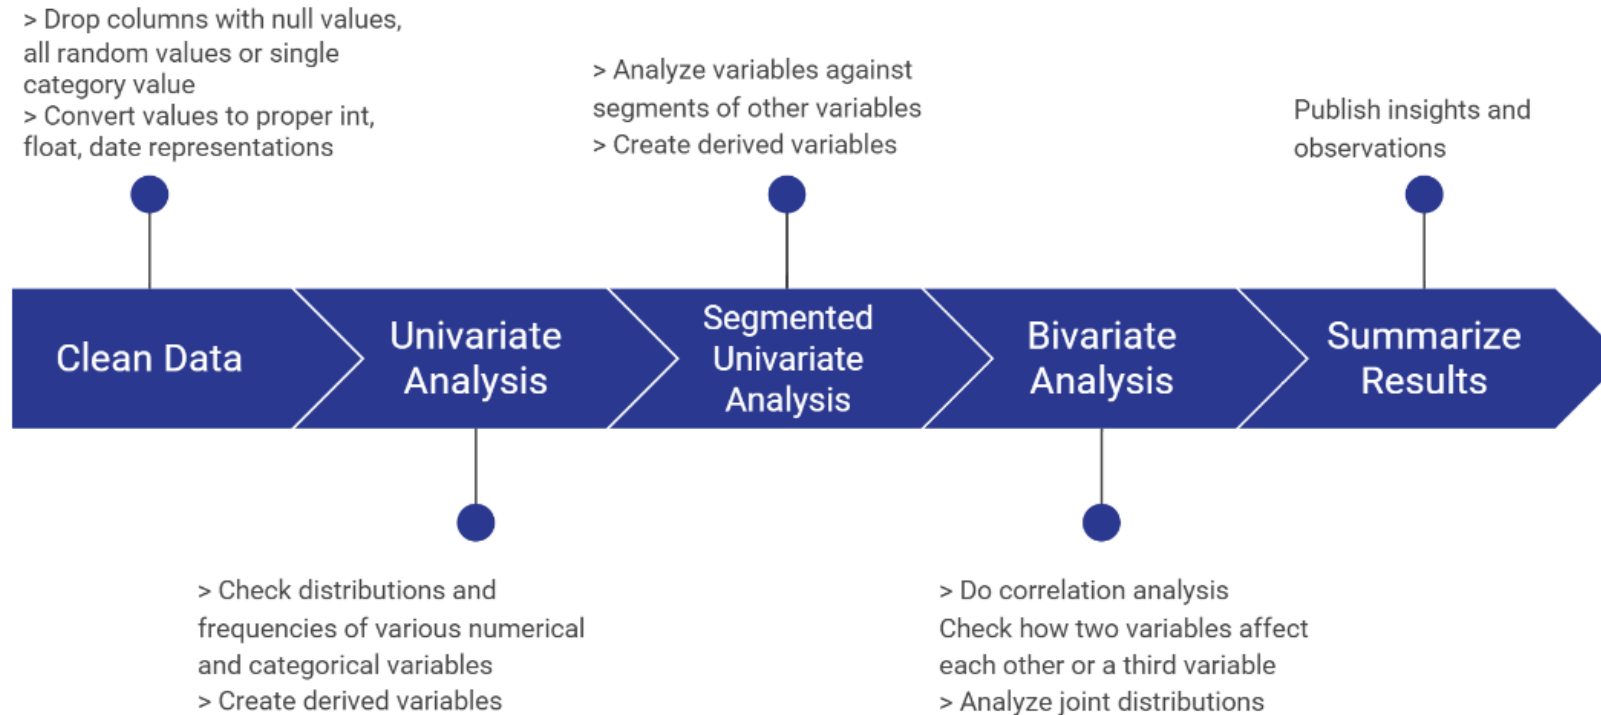 > Drop columns with null values,
all random values or single
category value
> Convert values to proper int,
float, date representations
> Analyze variables against
segments of other variables
> Create derived variables
Publish insights and
observations
Clean Data
Univariate
Analysis
Segmented
Univariate
Analysis
Bivariate
Analysis
Summarize
Results
> Check distributions and
frequencies of various numerical
and categorical variables
> Create derived variables
> Do correlation analysis
Check how two variables affect
each other or a third variable
> Analyze joint distributions